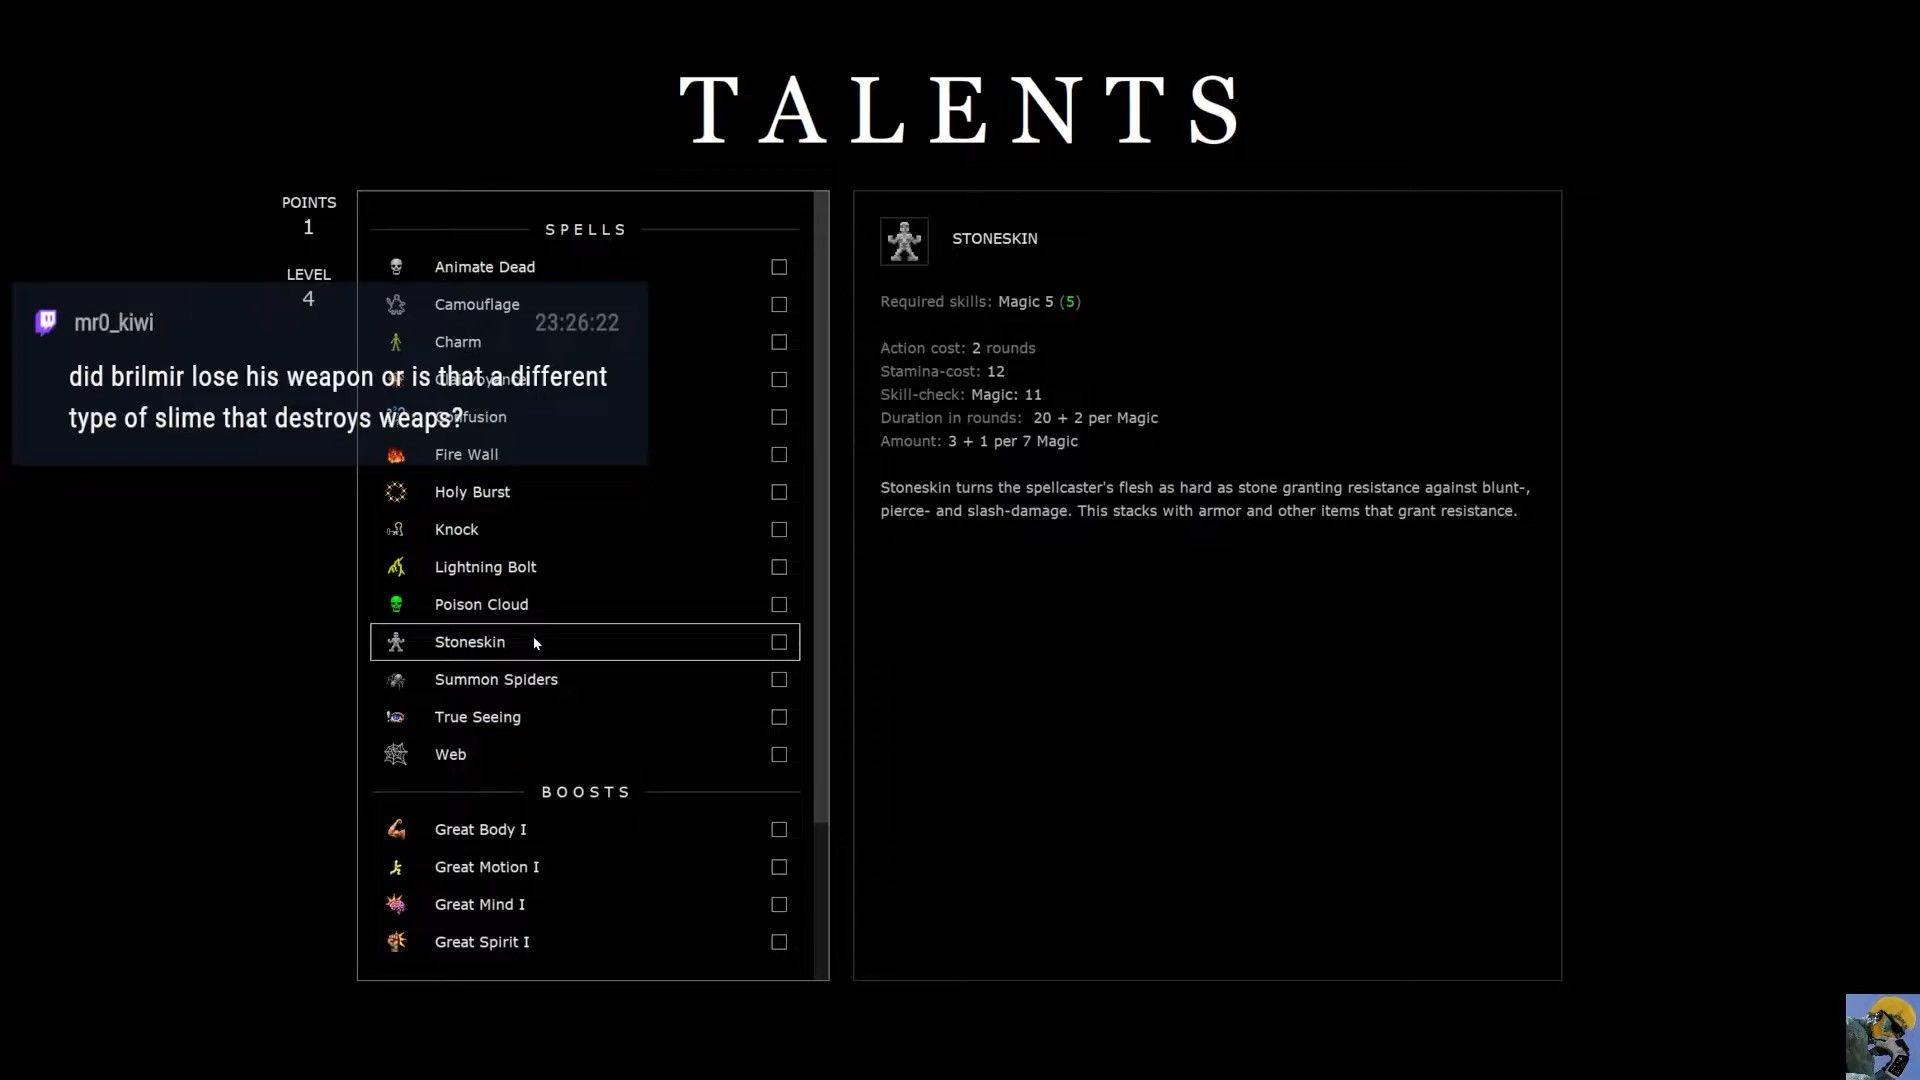 TALENTS
POINTS
1
LEVEL
4
mr0_kiwi
23:26:22
did brilmir lose his weapon or is that a different
type of slime that destroys weaps?
SPELLS
Animate Dead
Camouflage
Charm
Clairvoyance
Confusion
Fire Wall
Holy Burst
Knock
Lightning Bolt
Poison Cloud
Stoneskin
Summon Spiders
True Seeing
Web
BOOSTS
Great Body I
Great Motion I
Great Mind I
Great Spirit I
STONESKIN
Required skills: Magic 5 (5)
Action cost: 2 rounds
Stamina-cost: 12
Skill-check: Magic: 11
Duration in rounds: 20 + 2 per Magic
Amount: 3 + 1 per 7 Magic
Stoneskin turns the spellcaster's flesh as hard as stone granting resistance against blunt-,
pierce- and slash-damage. This stacks with armor and other items that grant resistance.